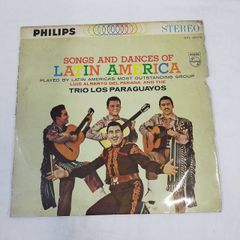 PHILIPS
STEREO
SONGS AND DANCES OF
LATIN AMERICA
PLAYED BY LATIN AMERICA'S MOST OUTSTANDING GROUP
LUIS ALBERTO DEL PARANA AND THE
TRIO LOS PARAGUAYOS